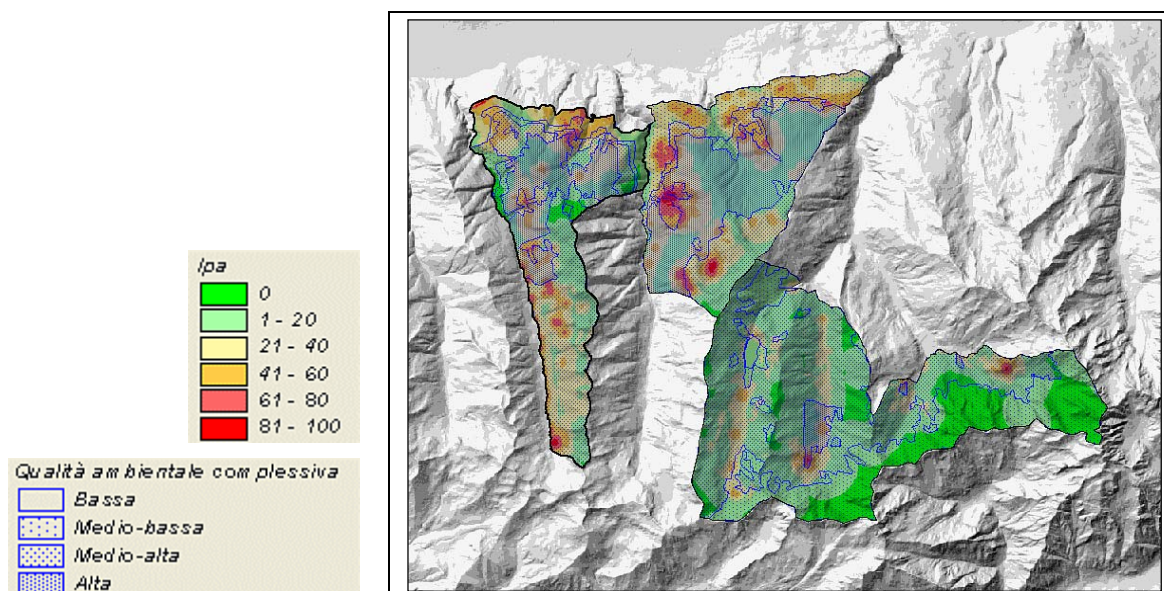 Ipa
0
1 - 20
21 - 40
41 - 60
61 - 80
81 - 100
Qualità ambientale complessiva
Bassa
Medio-bassa
Medio-alta
Alta